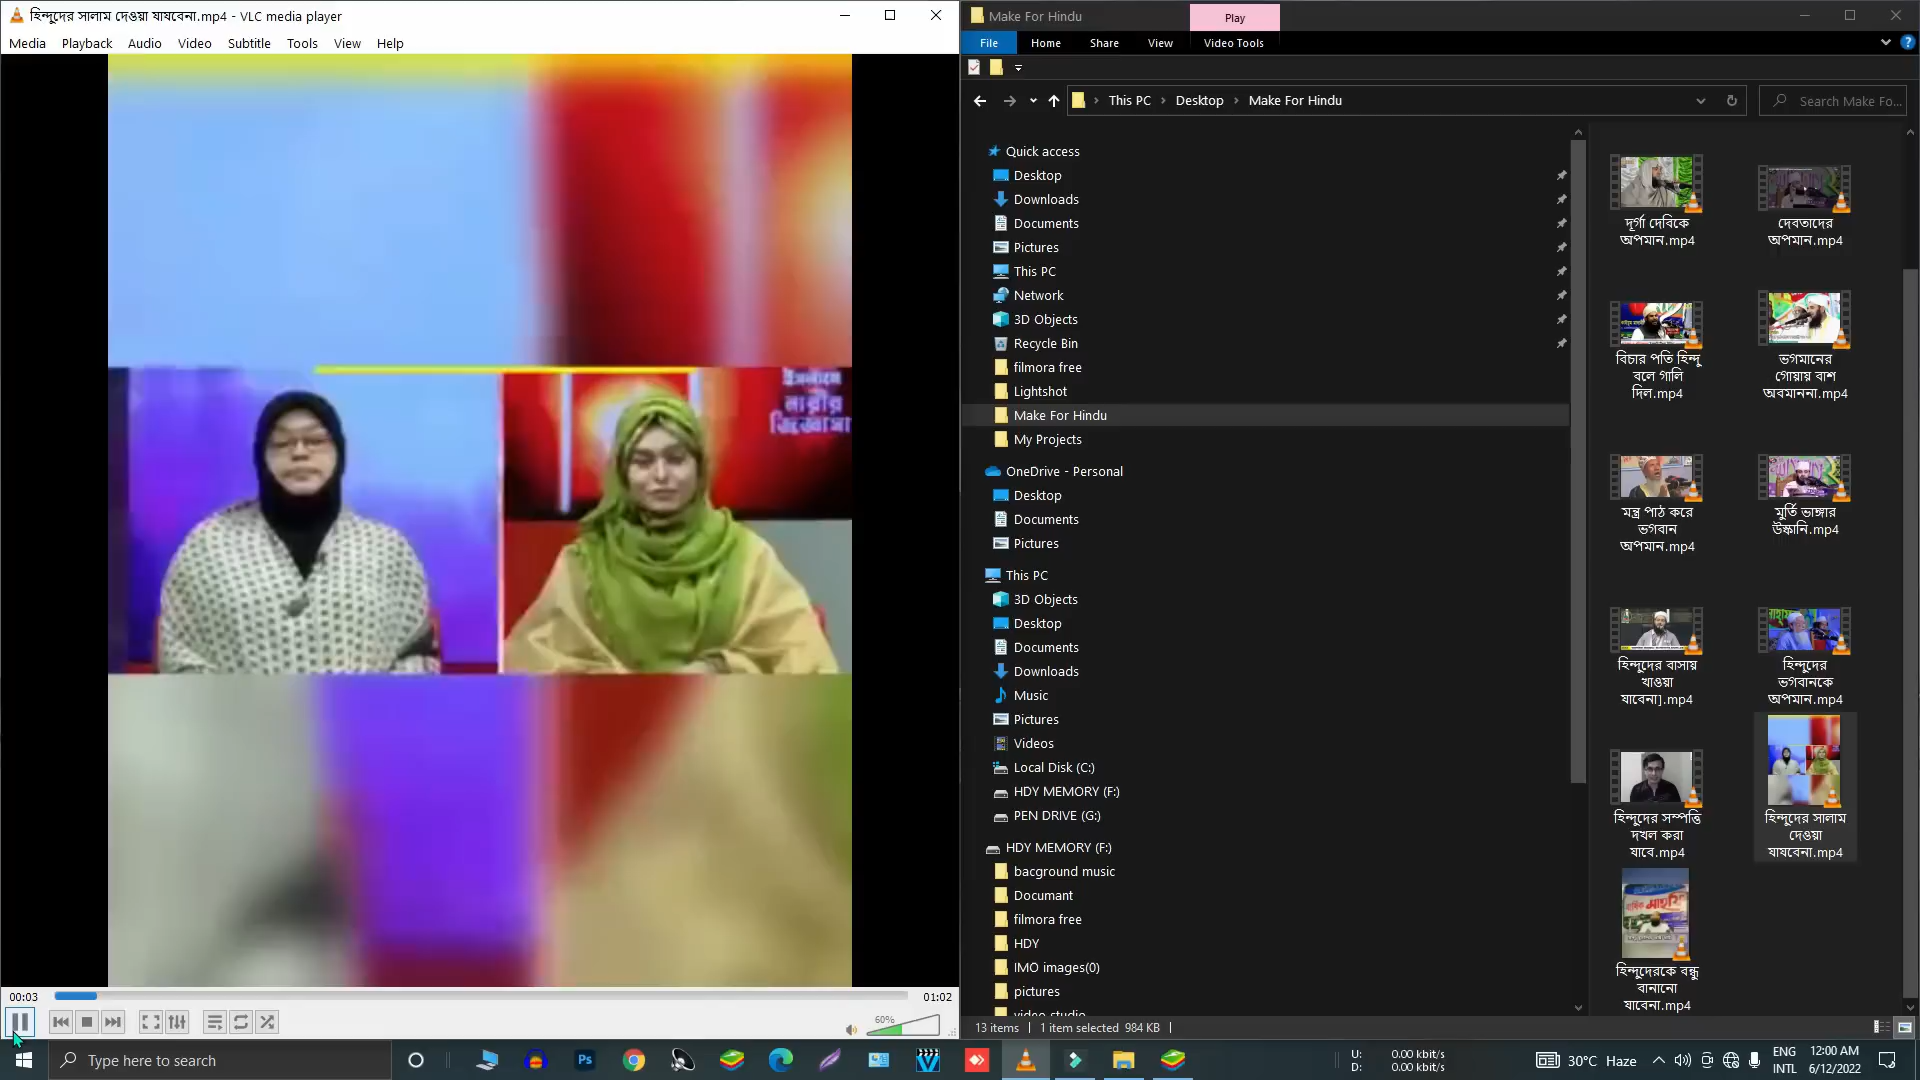 হিন্দুদের সালাম দেওয়া যাযবেনা.mp4 - VLC media player
Media Playback Audio Video Subtitle Tools View Help
ইসলামে
নারীর
জিজ্ঞাসা
00:03
01:02
60%
Make For Hindu
Play
File Home Share View Video Tools
This PC › Desktop › Make For Hindu
Search Make Fo...
Quick access
Desktop
Downloads
Documents
Pictures
This PC
Network
3D Objects
Recycle Bin
filmora free
Lightshot
Make For Hindu
My Projects
OneDrive - Personal
Desktop
Documents
Pictures
This PC
3D Objects
Desktop
Documents
Downloads
Music
Pictures
Videos
Local Disk (C:)
HDY MEMORY (F:)
PEN DRIVE (G:)
HDY MEMORY (F:)
bacground music
Documant
filmora free
HDY
IMO images(0)
pictures
video studio
দূর্গা দেবিকে
অপমান.mp4
দেবতাদের
অপমান.mp4
বিচার পতি হিন্দু
বলে গালি
দিল.mp4
ভগমানের
গোয়ায় বাশ
অবমাননা.mp4
মন্ত্র পাঠ করে
ভগবান
অপমান.mp4
মুর্তি ভাঙ্গার
উস্কানি.mp4
হিন্দুদের বাসায়
খাওয়া
যাবেনা].mp4
হিন্দুদের
ভগবানকে
অপমান.mp4
হিন্দুদের সম্পত্তি
দখল করা
যাবে.mp4
হিন্দুদের সালাম
দেওয়া
যাযবেনা.mp4
হিন্দুদেরকে বন্ধু
বানানো
যাবেনা.mp4
13 items 1 item selected 984 KB
Type here to search
Ps
U: 0.00 kbit/s
D: 0.00 kbit/s
30°C Haze
ENG
INTL
12:00 AM
6/12/2022